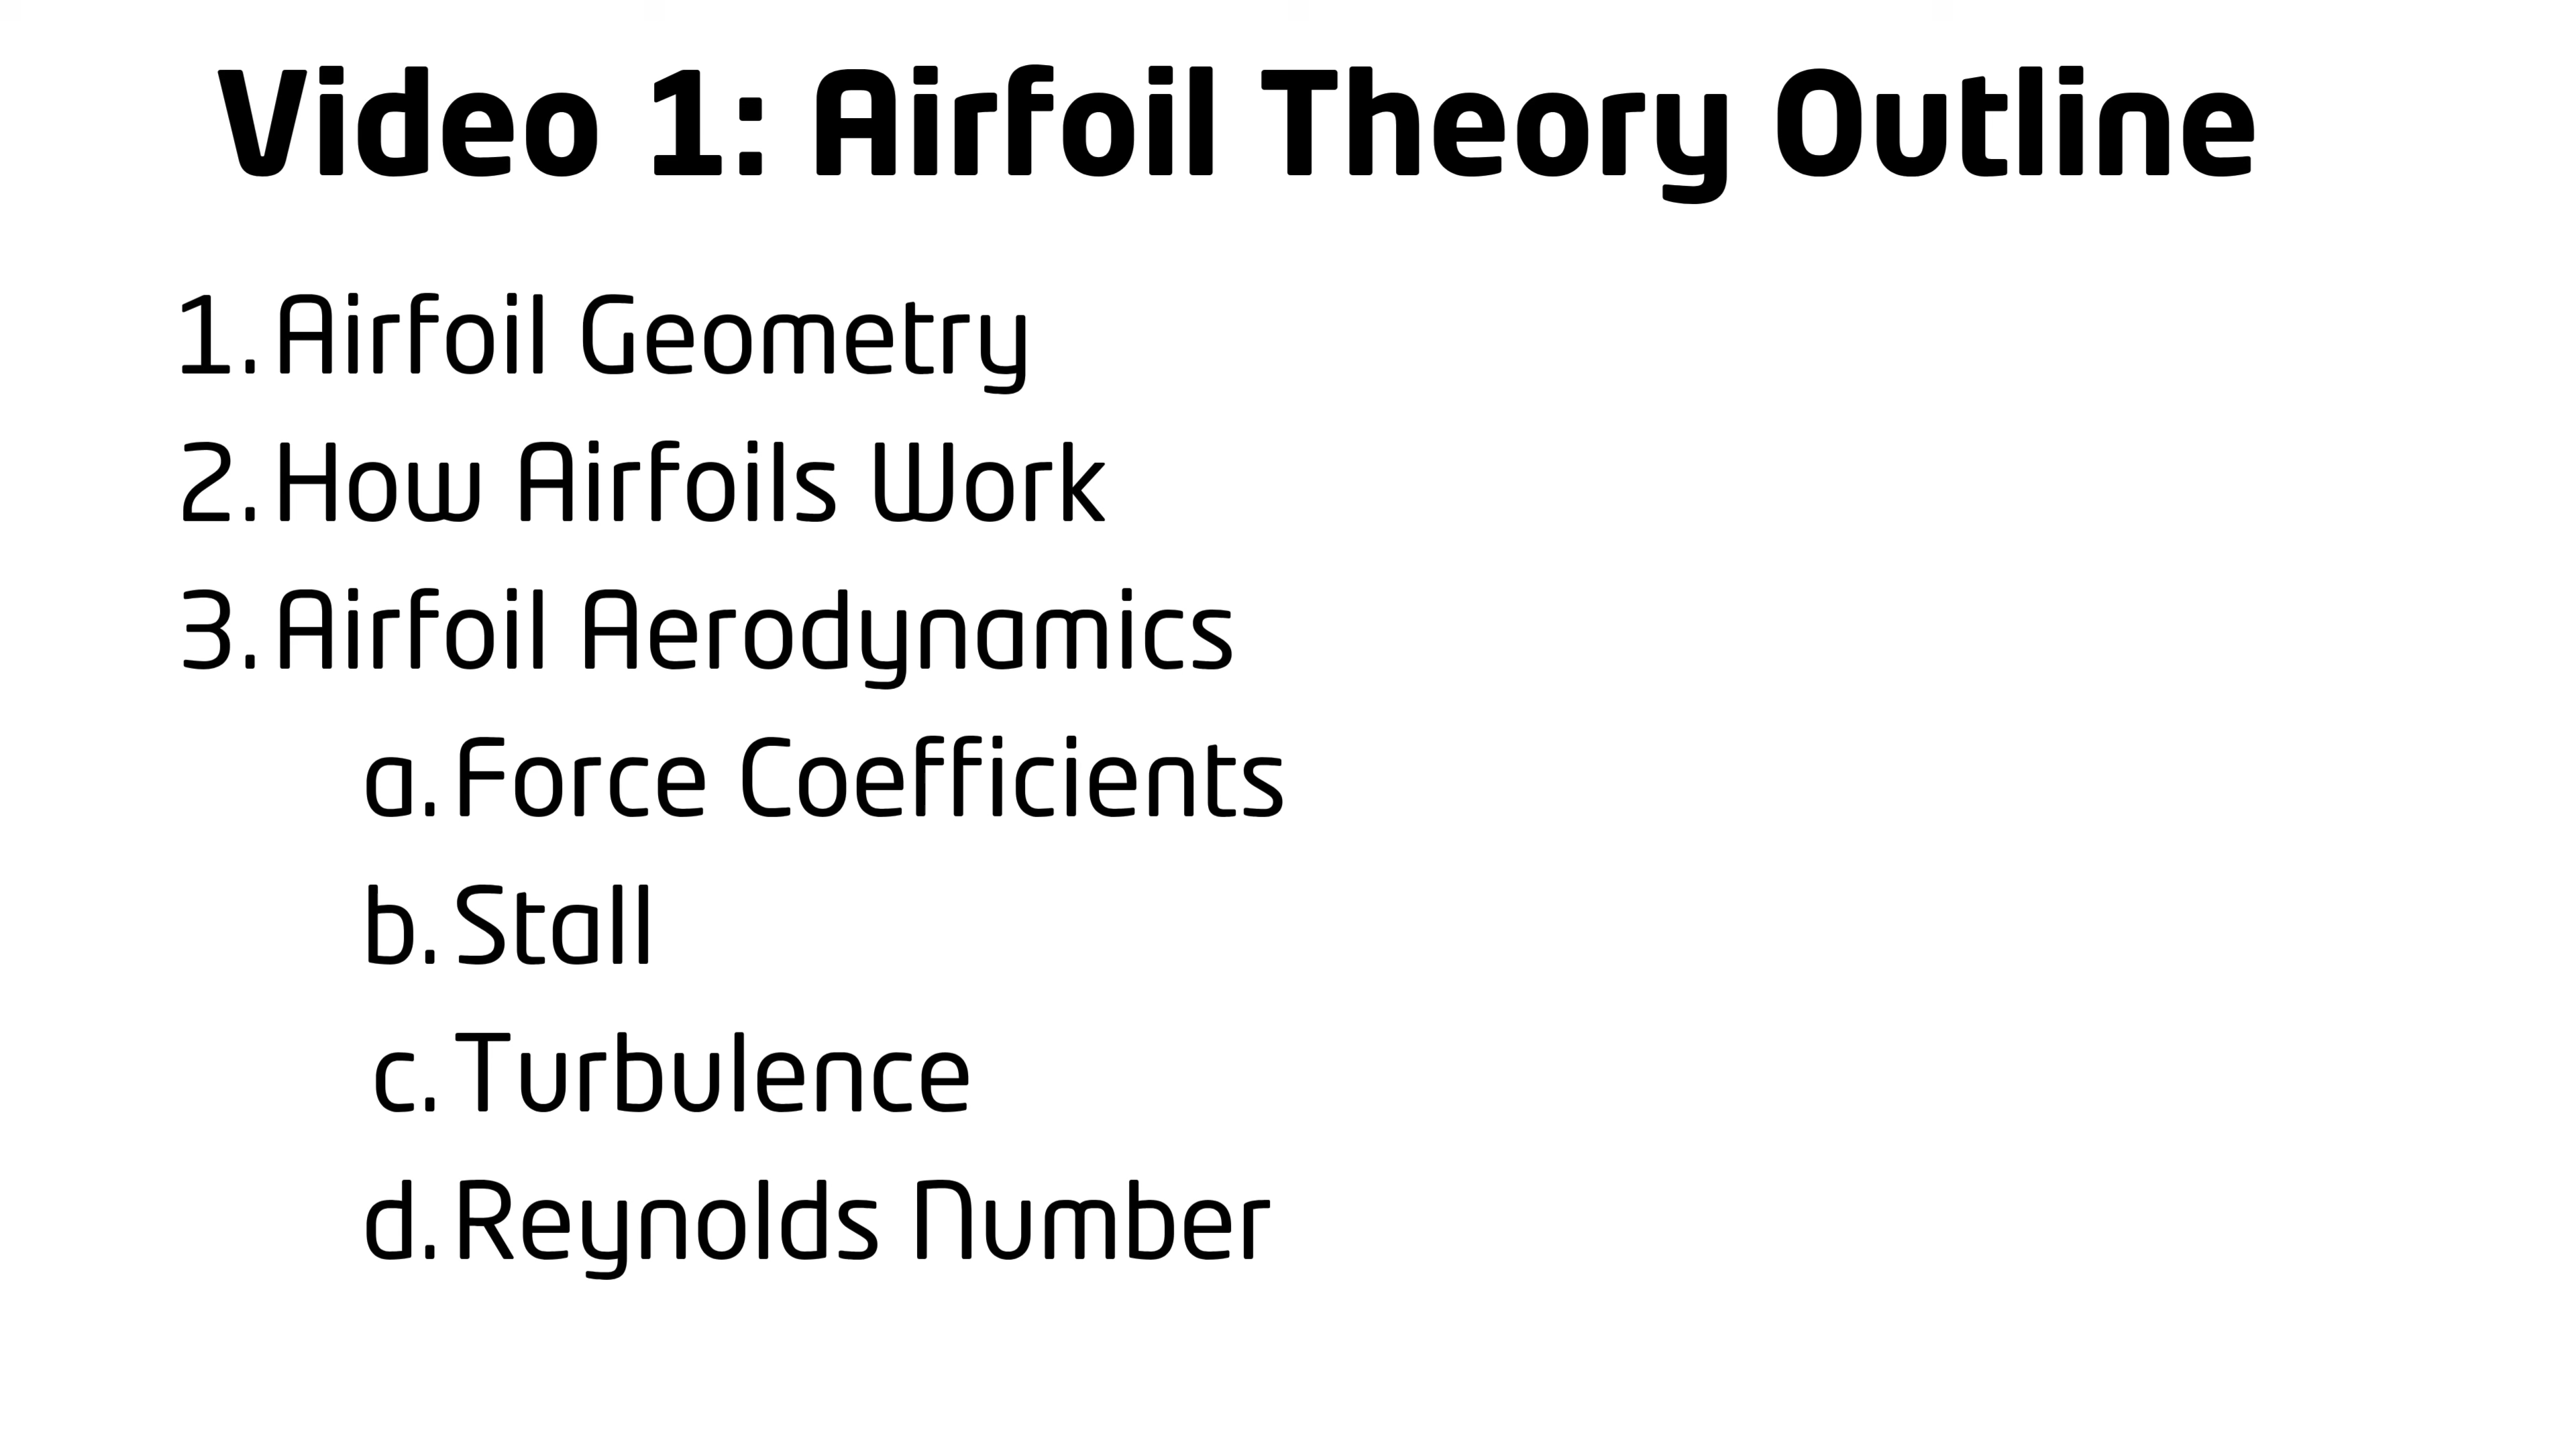 Video 1: Airfoil Theory Outline
1. Airfoil Geometry
2. How Airfoils Work
3. Airfoil Aerodynamics
a. Force Coefficients
b. Stall
c. Turbulence
d. Reynolds Number